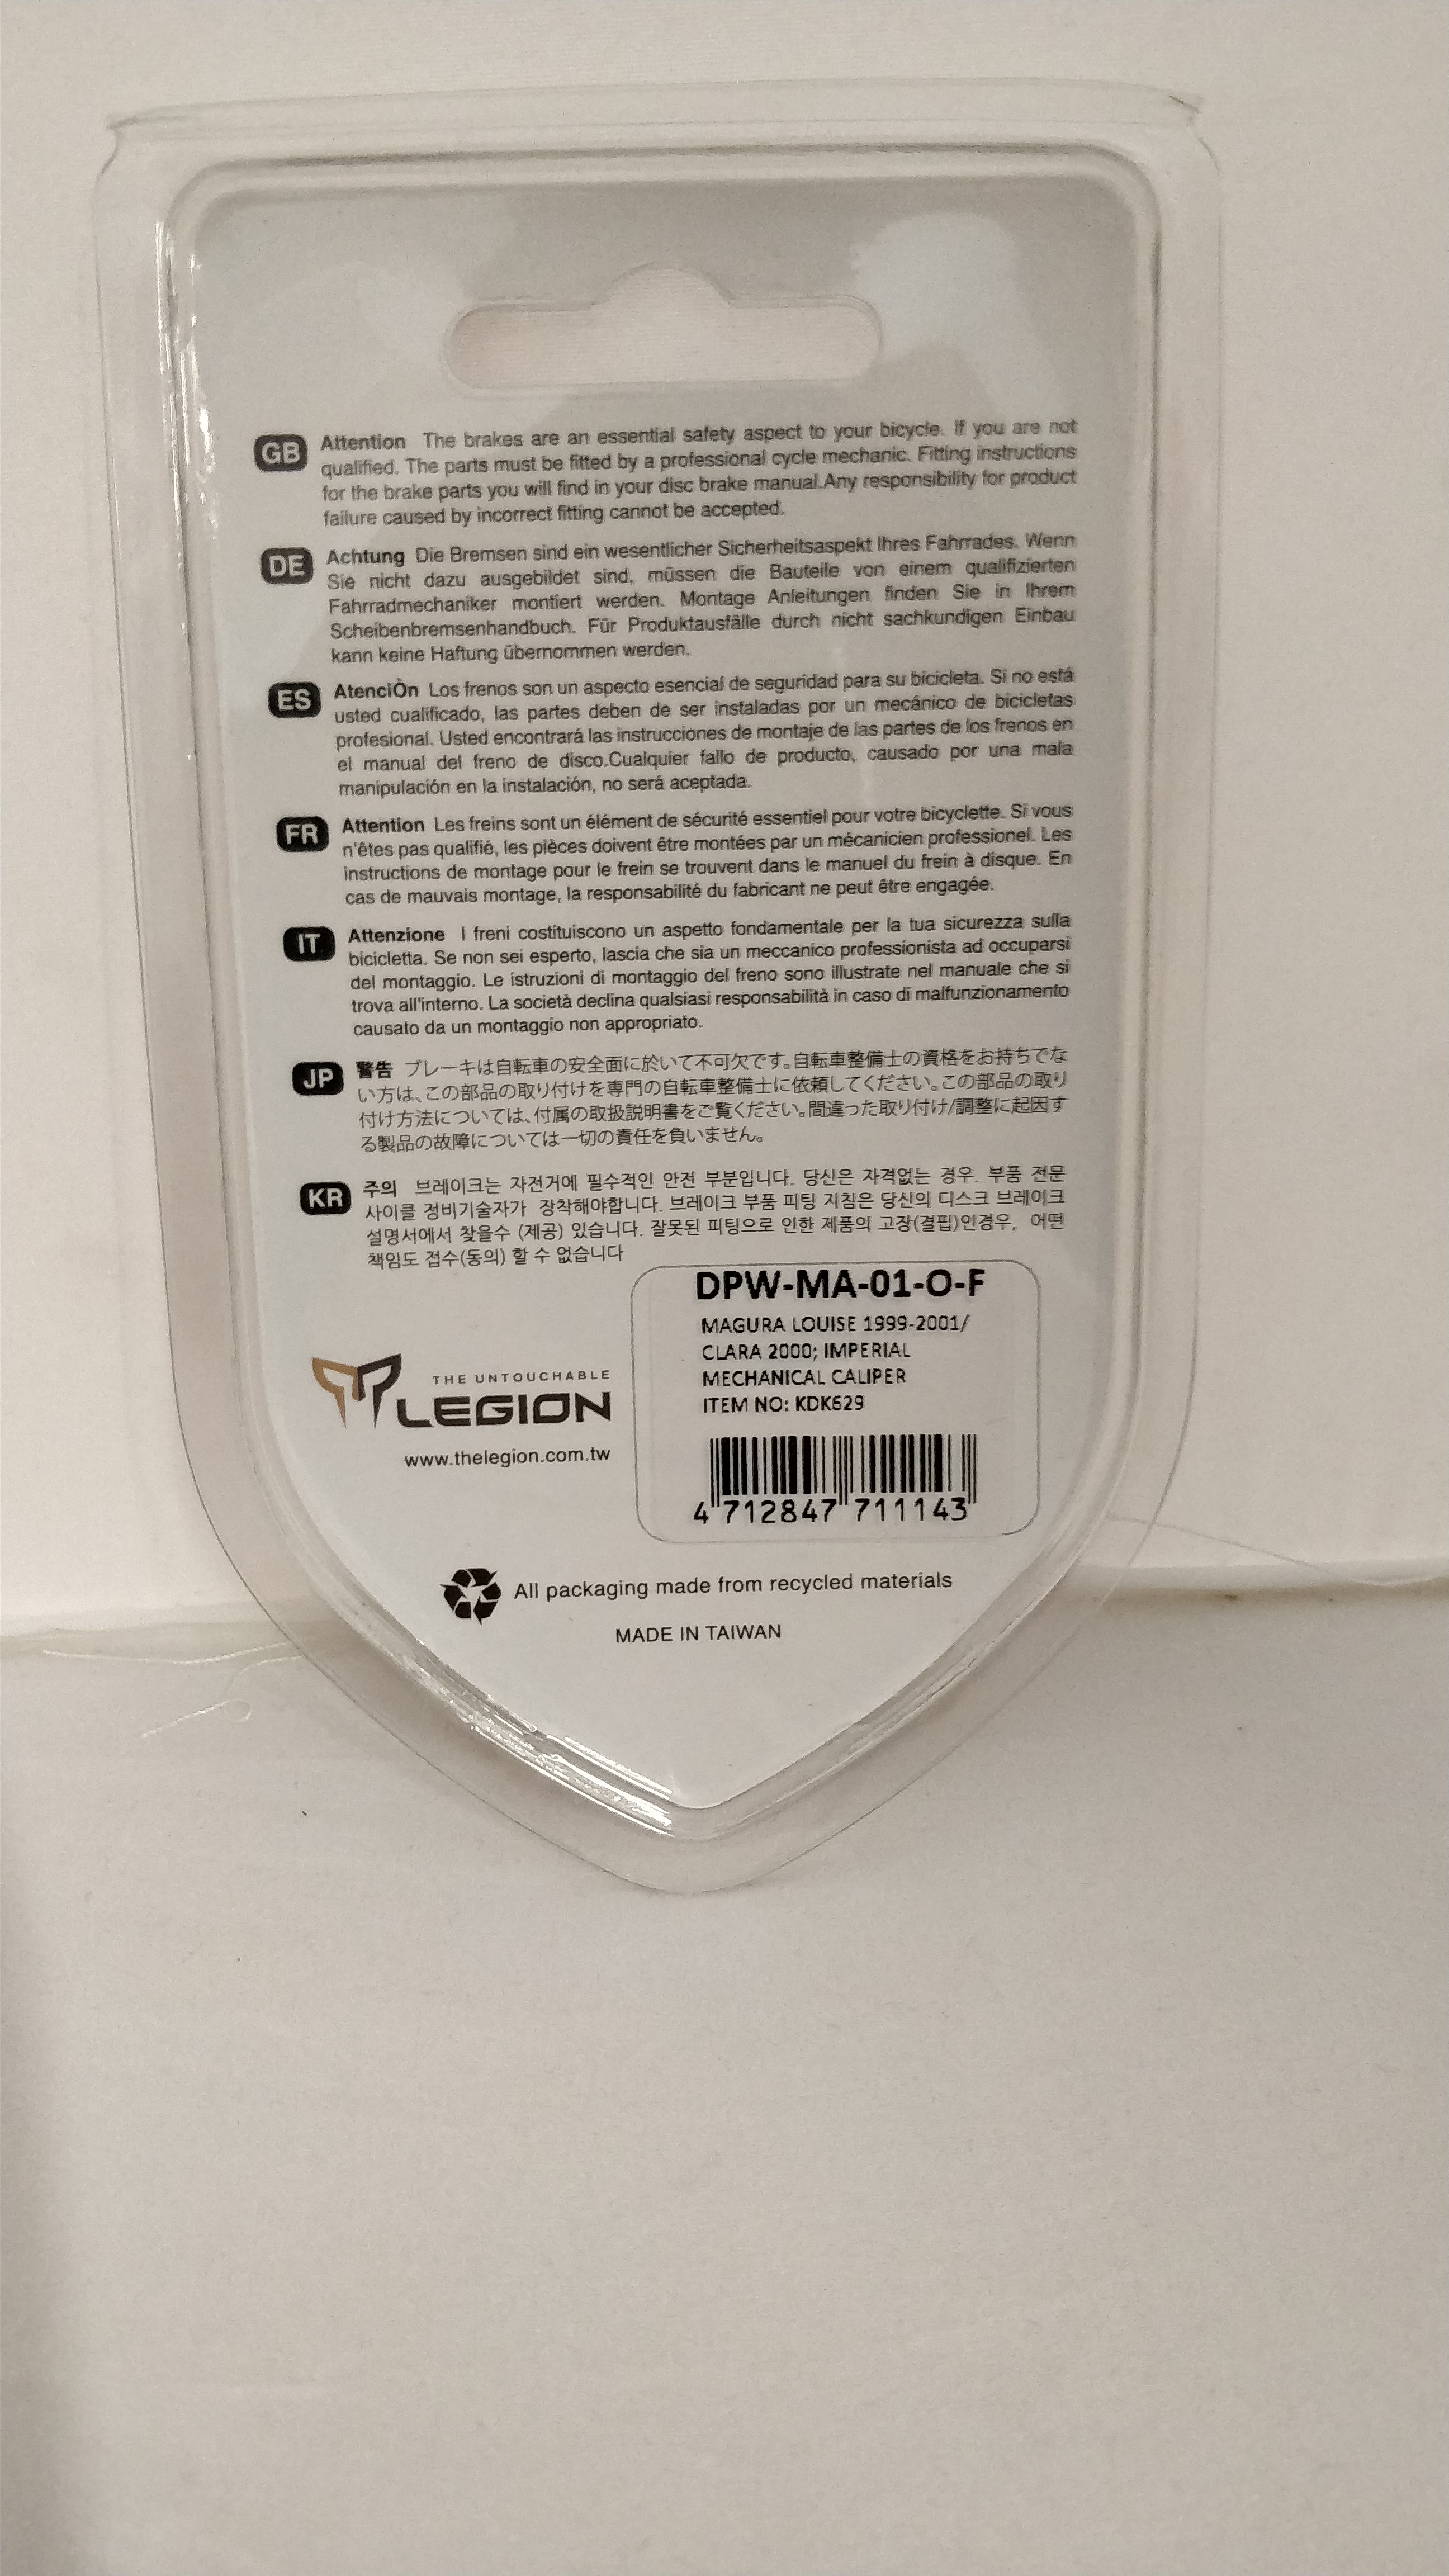 GB Attention The brakes are an essential safety aspect to your bicycle. If you are not
qualified. The parts must be fitted by a professional cycle mechanic. Fitting instructions
for the brake parts you will find in your disc brake manual.Any responsibility for product
failure caused by incorrect fitting cannot be accepted.
DE Achtung Die Bremsen sind ein wesentlicher Sicherheitsaspekt Ihres Fahrrades. Wenn
Sie nicht dazu ausgebildet sind, müssen die Bauteile von einem qualifizierten
Fahrradmechaniker montiert werden. Montage Anleitungen finden Sie in Ihrem
Scheibenbremsenhandbuch. Für Produktausfälle durch nicht sachkundigen Einbau
kann keine Haftung übernommen werden.
ES AtenciÒn Los frenos son un aspecto esencial de seguridad para su bicicleta. Si no está
usted cualificado, las partes deben de ser instaladas por un mecánico de bicicletas
profesional. Usted encontrará las instrucciones de montaje de las partes de los frenos en
el manual del freno de disco.Cualquier fallo de producto, causado por una mala
manipulación en la instalación, no será aceptada.
FR Attention Les freins sont un élément de sécurité essentiel pour votre bicyclette. Si vous
n'êtes pas qualifié, les pièces doivent être montées par un mécanicien professionel. Les
instructions de montage pour le frein se trouvent dans le manuel du frein à disque. En
cas de mauvais montage, la responsabilité du fabricant ne peut être engagée.
IT Attenzione I freni costituiscono un aspetto fondamentale per la tua sicurezza sulla
bicicletta. Se non sei esperto, lascia che sia un meccanico professionista ad occuparsi
del montaggio. Le istruzioni di montaggio del freno sono illustrate nel manuale che si
trova all'interno. La società declina qualsiasi responsabilità in caso di malfunzionamento
causato da un montaggio non appropriato.
JP 警告 ブレーキは自転車の安全面に於いて不可欠です。自転車整備士の資格をお持ちでな
い方は、この部品の取り付けを専門の自転車整備士に依頼してください。この部品の取り
付け方法については、付属の取扱説明書をご覧ください。間違った取り付け/調整に起因す
る製品の故障については一切の責任を負いません。
KR 주의 브레이크는 자전거에 필수적인 안전 부분입니다. 당신은 자격없는 경우. 부품 전문
사이클 정비기술자가 장착해야합니다. 브레이크 부품 피팅 지침은 당신의 디스크 브레이크
설명서에서 찾을수 (제공) 있습니다. 잘못된 피팅으로 인한 제품의 고장(결핍)인경우, 어떤
책임도 접수(동의) 할 수 없습니다
DPW-MA-01-O-F
MAGURA LOUISE 1999-2001/
CLARA 2000; IMPERIAL
MECHANICAL CALIPER
ITEM NO: KDK629
4 712847 711143
THE UNTOUCHABLE
LEGION
www.thelegion.com.tw
All packaging made from recycled materials
MADE IN TAIWAN